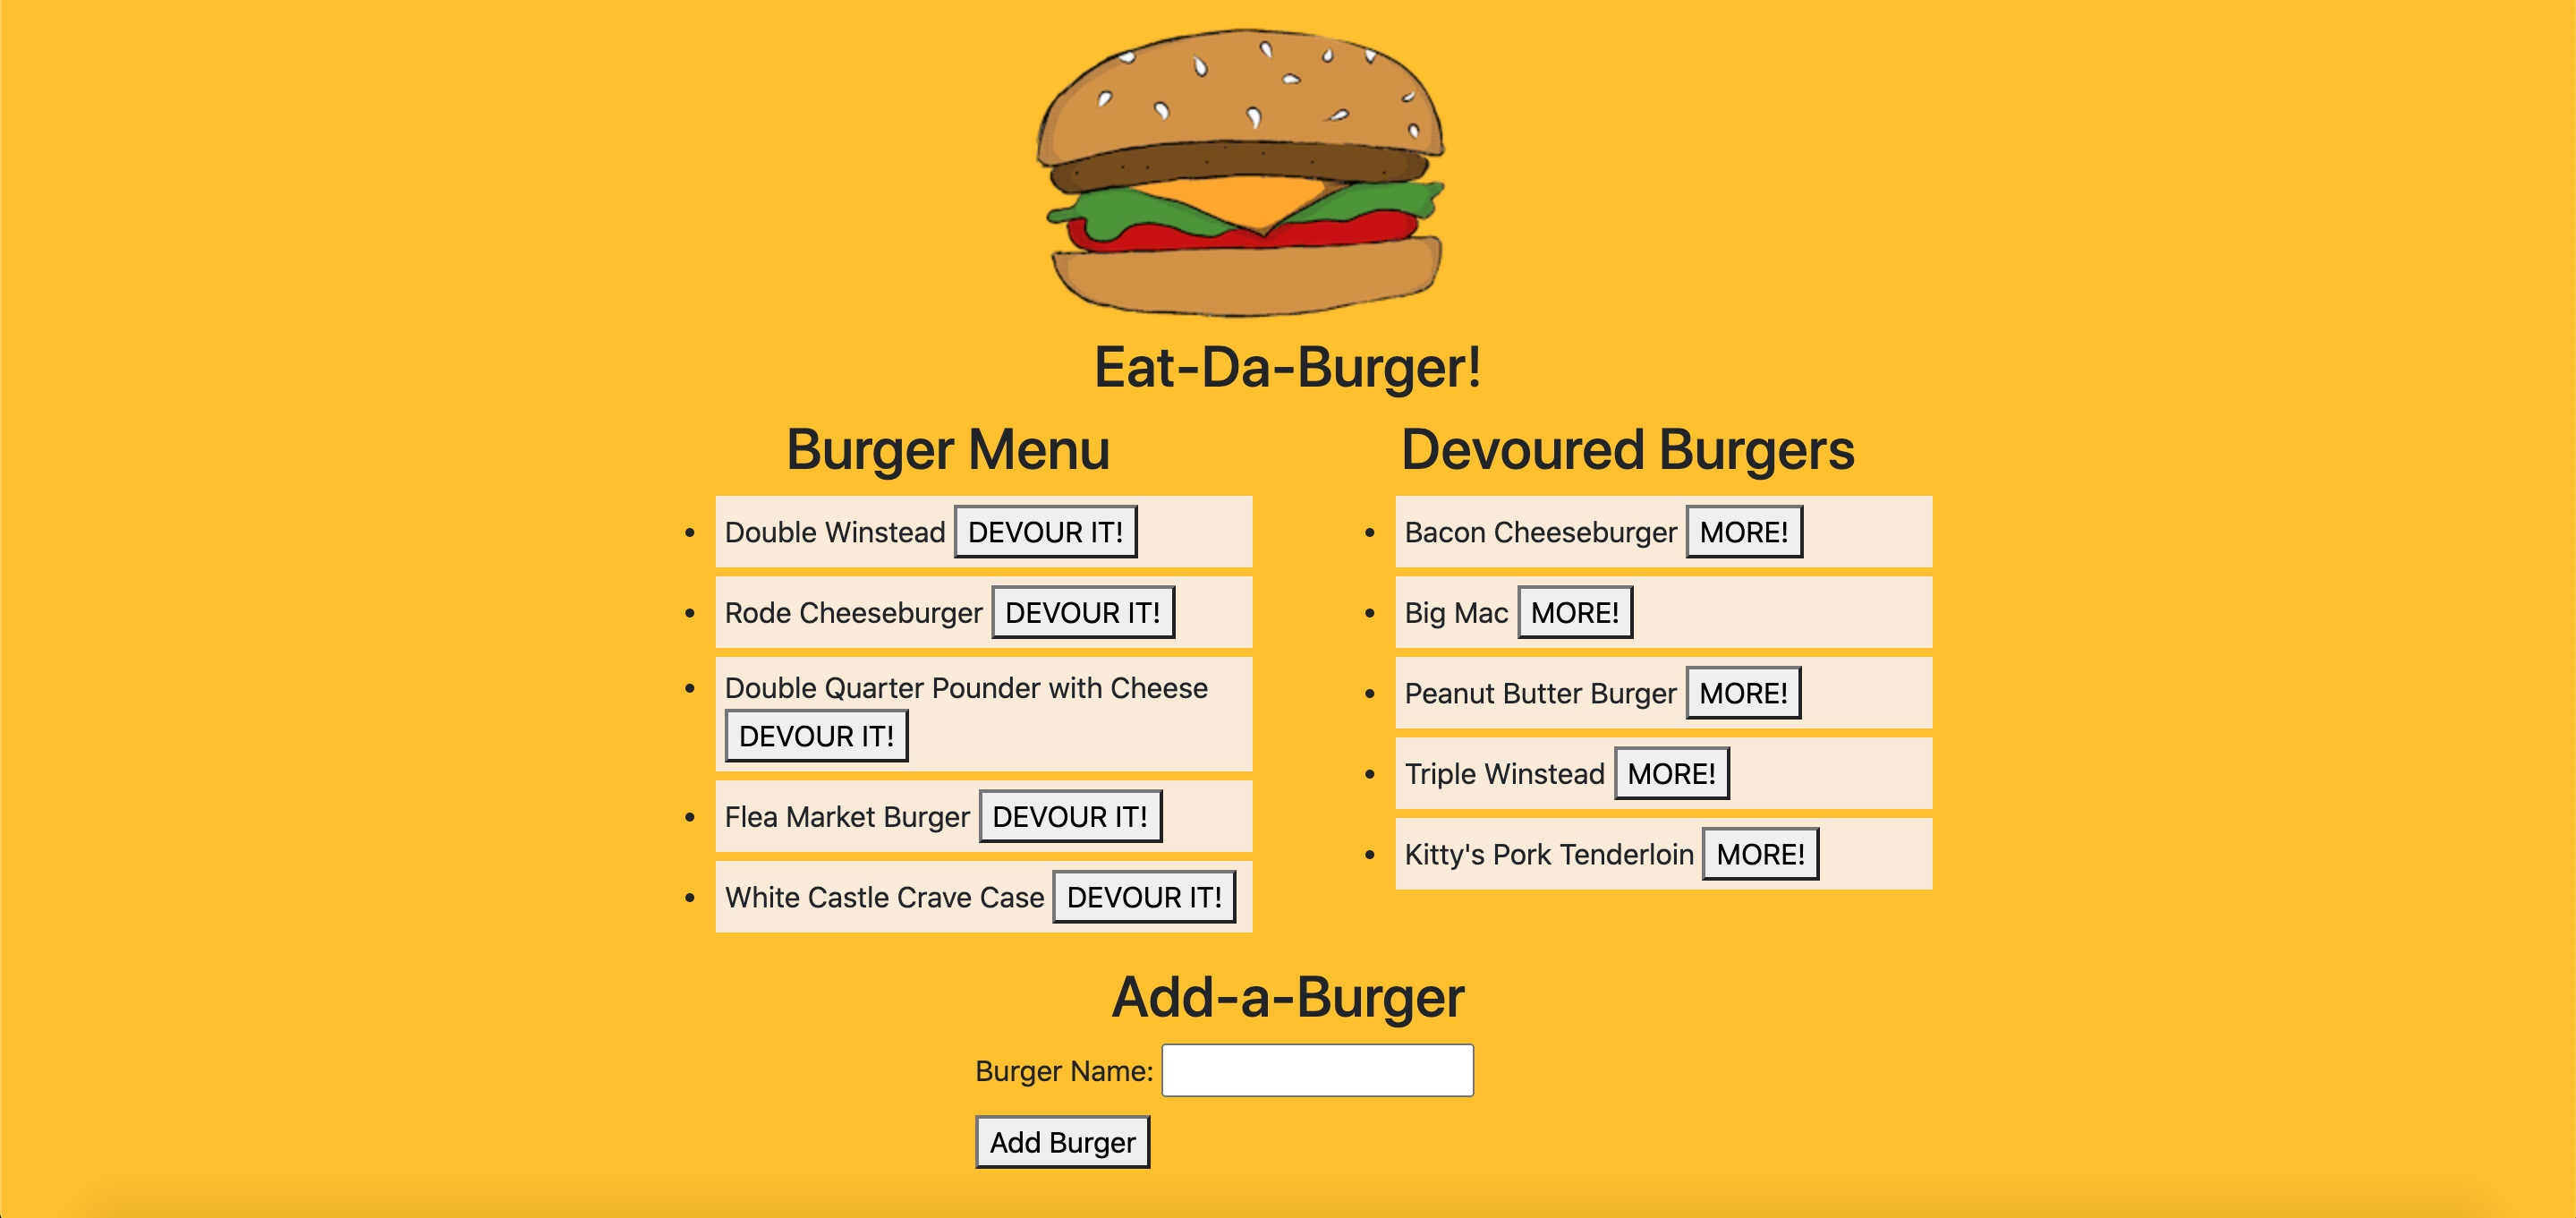 Eat-Da-Burger!
Burger Menu
Double Winstead DEVOUR IT!
Rode Cheeseburger DEVOUR IT!
Double Quarter Pounder with Cheese
DEVOUR IT!
Flea Market Burger DEVOUR IT!
White Castle Crave Case DEVOUR IT!
Devoured Burgers
Bacon Cheeseburger MORE!
Big Mac MORE!
Peanut Butter Burger MORE!
Triple Winstead MORE!
Kitty's Pork Tenderloin MORE!
Add-a-Burger
Burger Name:
Add Burger